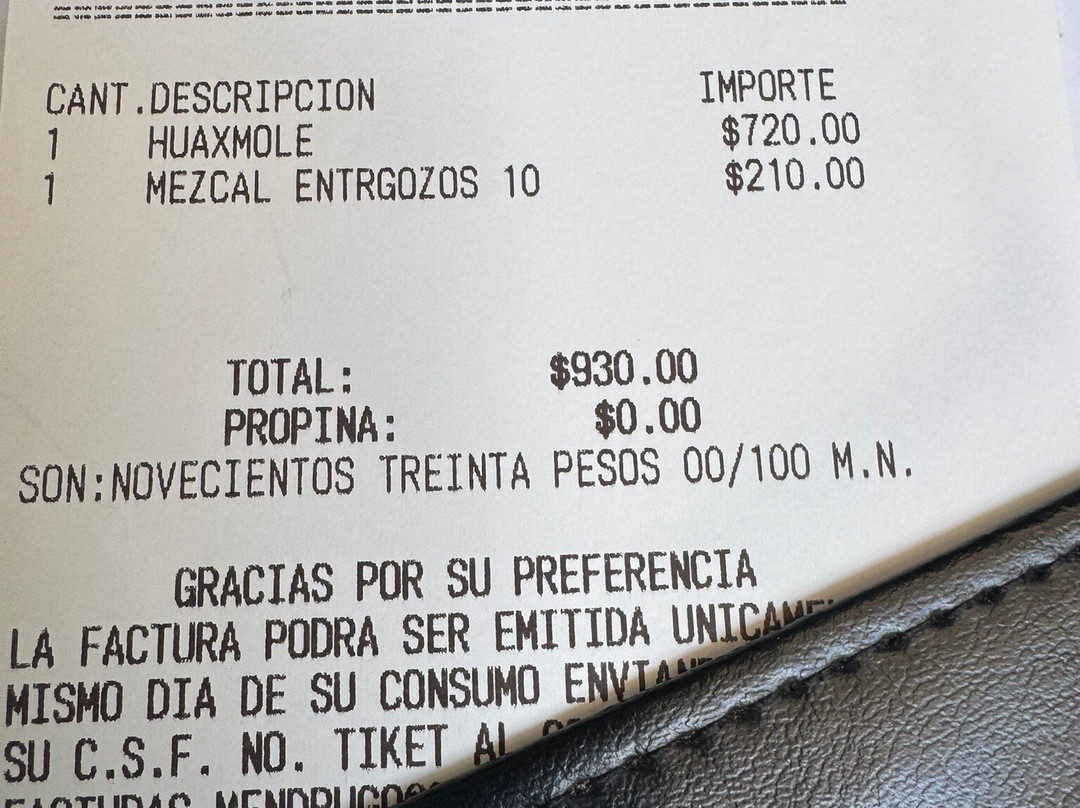 CANT.DESCRIPCION IMPORTE
1 HUAXMOLE $720.00
1 MEZCAL ENTRGOZOS 10 $210.00
TOTAL: $930.00
PROPINA: $0.00
SON:NOVECIENTOS TREINTA PESOS 00/100 M.N.
GRACIAS POR SU PREFERENCIA
LA FACTURA PODRA SER EMITIDA
MISMO DIA DE SU CONSUMO
SU C.S.F. NO. TIKET AL
FACTURAS